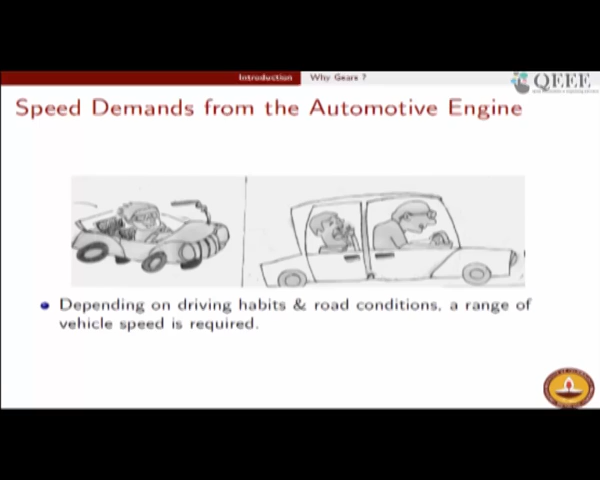 Introduction
Why Gears ?
QEEE
Speed Demands from the Automotive Engine
Depending on driving habits & road conditions, a range of
vehicle speed is required.